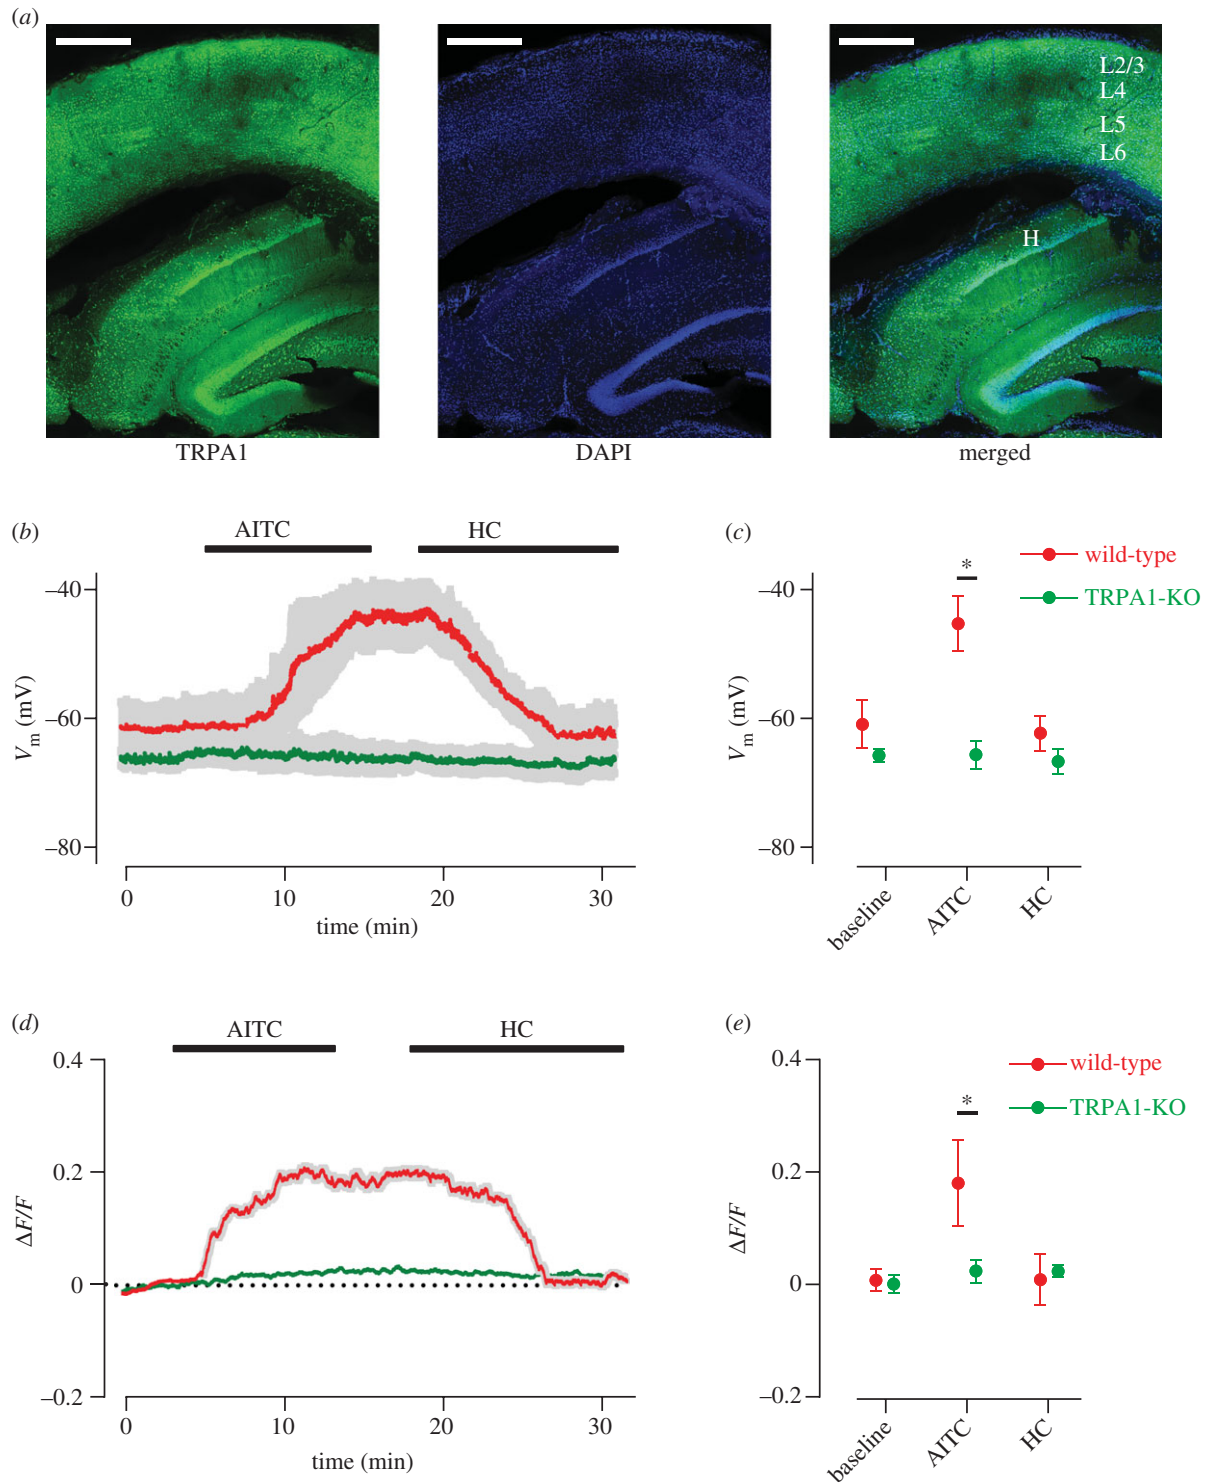 (a)
L2/3
L4
L5
L6
H
TRPA1 DAPI merged
(b)
AITC HC
–40
–60
–80
V_m (mV)
0 10 20 30
time (min)
(c)
wild-type
TRPA1-KO
*
–40
–60
–80
V_m (mV)
baseline AITC HC
(d)
AITC HC
0.4
0.2
0
–0.2
ΔF/F
0 10 20 30
time (min)
(e)
wild-type
TRPA1-KO
*
0.4
0.2
0
–0.2
ΔF/F
baseline AITC HC